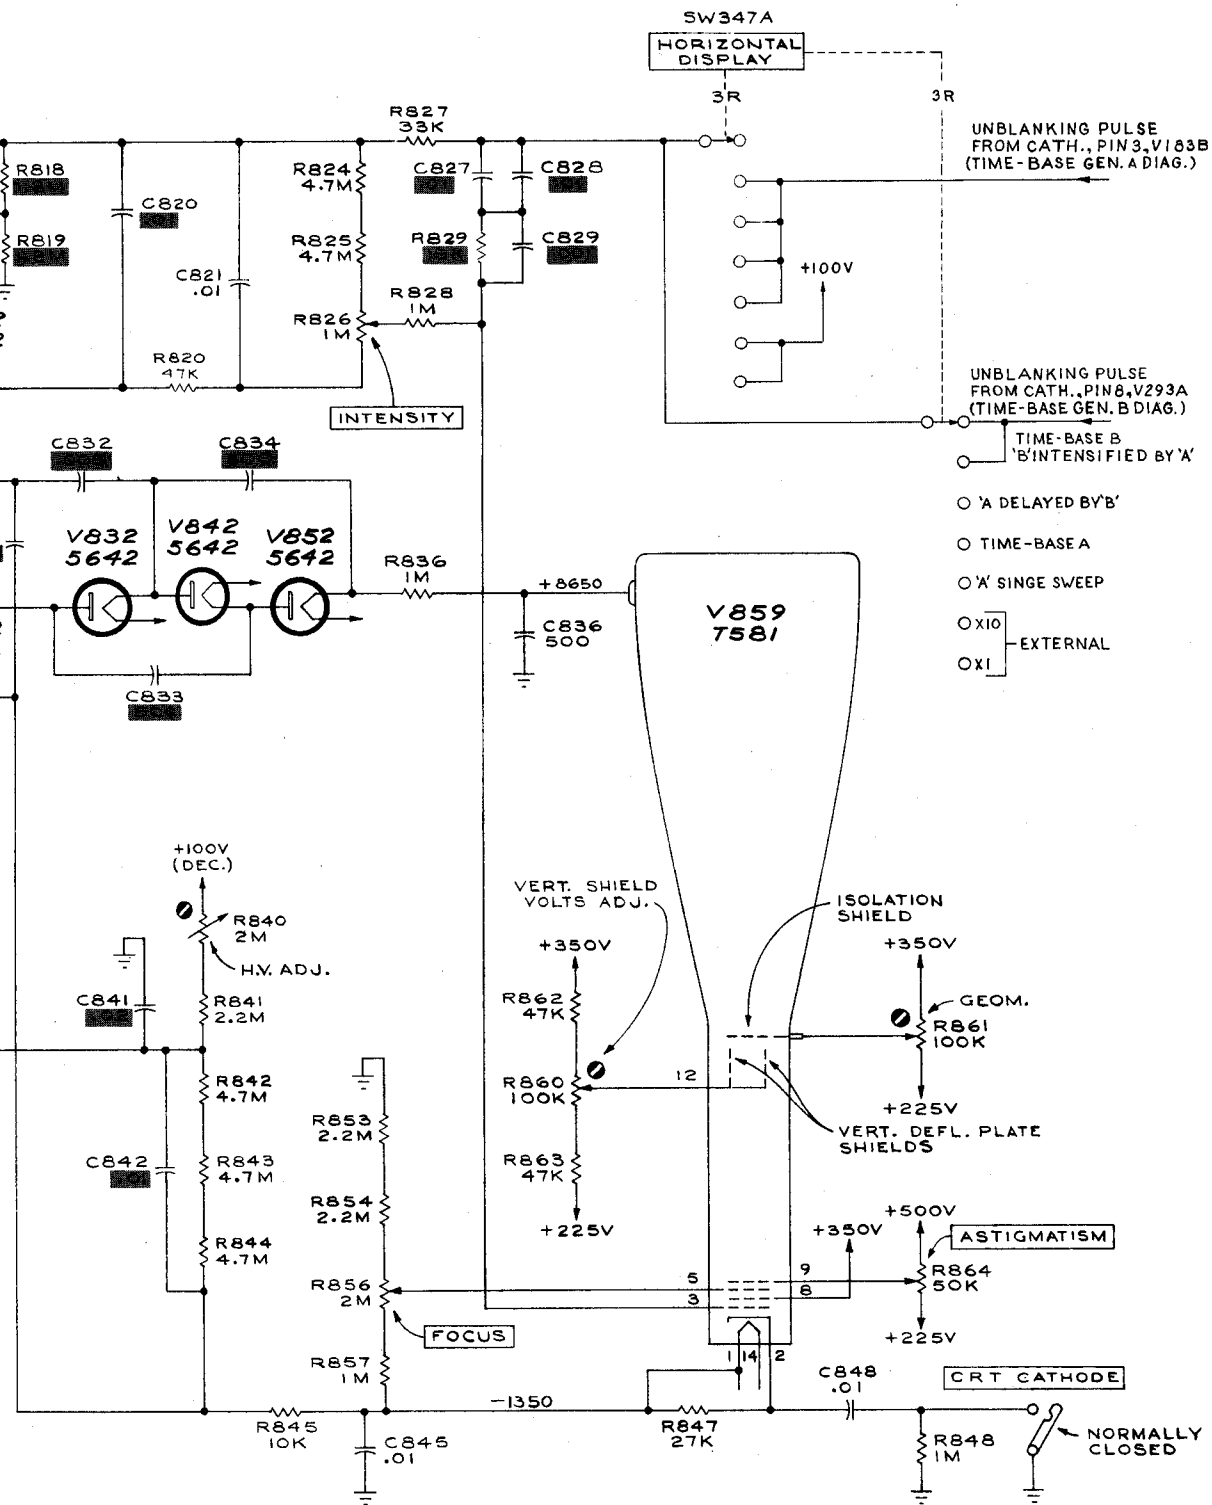 SW347A
HORIZONTAL
DISPLAY
3R
3R
R827
33K
UNBLANKING PULSE
FROM CATH., PIN 3, V183B
(TIME-BASE GEN. A DIAG.)
R818
R824
4.7M
C827
C828
C820
R819
R825
4.7M
R829
C829
C821
.01
+100V
R828
1M
R826
1M
R820
47K
INTENSITY
UNBLANKING PULSE
FROM CATH., PIN 8, V293A
(TIME-BASE GEN. B DIAG.)
TIME-BASE B
'B' INTENSIFIED BY 'A'
C832
C834
'A DELAYED BY 'B'
V832
5642
V842
5642
V852
5642
TIME-BASE A
R836
1M
+8650
'A' SINGE SWEEP
V859
T581
C836
500
X10
EXTERNAL
X1
C833
+100V
(DEC.)
R840
2M
H.V. ADJ.
VERT. SHIELD
VOLTS ADJ.
ISOLATION
SHIELD
+350V
+350V
C841
R841
2.2M
R862
47K
GEOM.
R861
100K
R842
4.7M
R860
100K
12
+225V
R853
2.2M
VERT. DEFL. PLATE
SHIELDS
C842
R843
4.7M
R863
47K
R854
2.2M
+225V
+350V
+500V
ASTIGMATISM
R844
4.7M
R856
2M
5
3
9
8
R864
50K
FOCUS
+225V
R857
1M
1
14
2
C848
.01
CRT CATHODE
-1350
R845
10K
C845
.01
R847
27K
R848
1M
NORMALLY
CLOSED